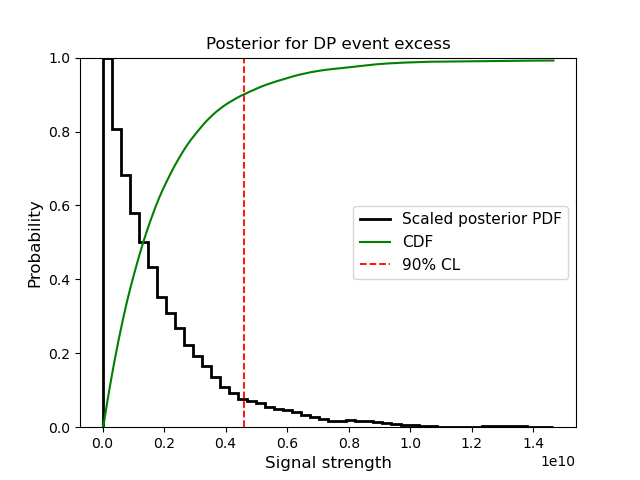 Posterior for DP event excess
1.0
0.8
0.6
0.4
0.2
0.0
Probability
Scaled posterior PDF
CDF
90% CL
0.0 0.2 0.4 0.6 0.8 1.0 1.2 1.4
1e10
Signal strength